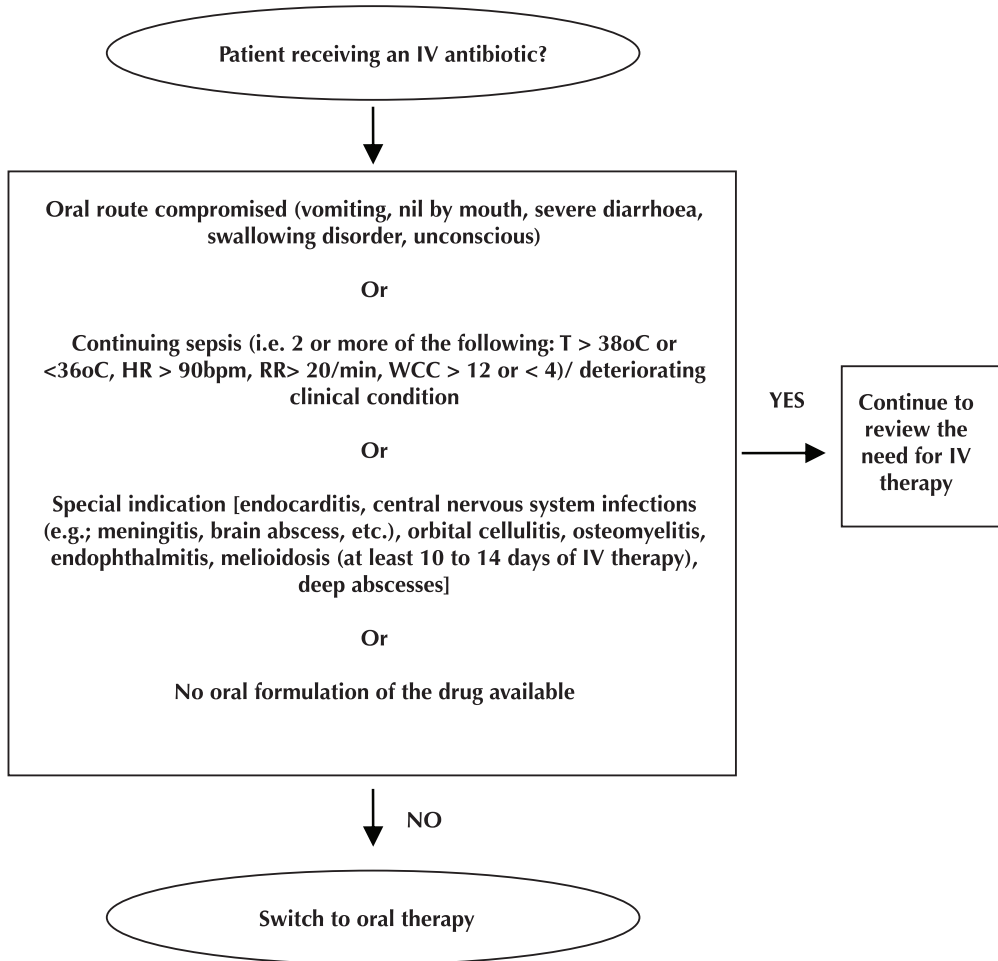 Patient receiving an IV antibiotic?
Oral route compromised (vomiting, nil by mouth, severe diarrhoea,
swallowing disorder, unconscious)
Or
Continuing sepsis (i.e. 2 or more of the following: T > 38oC or
<36oC, HR > 90bpm, RR> 20/min, WCC > 12 or < 4)/ deteriorating
clinical condition
Or
Special indication [endocarditis, central nervous system infections
(e.g.; meningitis, brain abscess, etc.), orbital cellulitis, osteomyelitis,
endophthalmitis, melioidosis (at least 10 to 14 days of IV therapy),
deep abscesses]
Or
No oral formulation of the drug available
YES
Continue to
review the
need for IV
therapy
NO
Switch to oral therapy